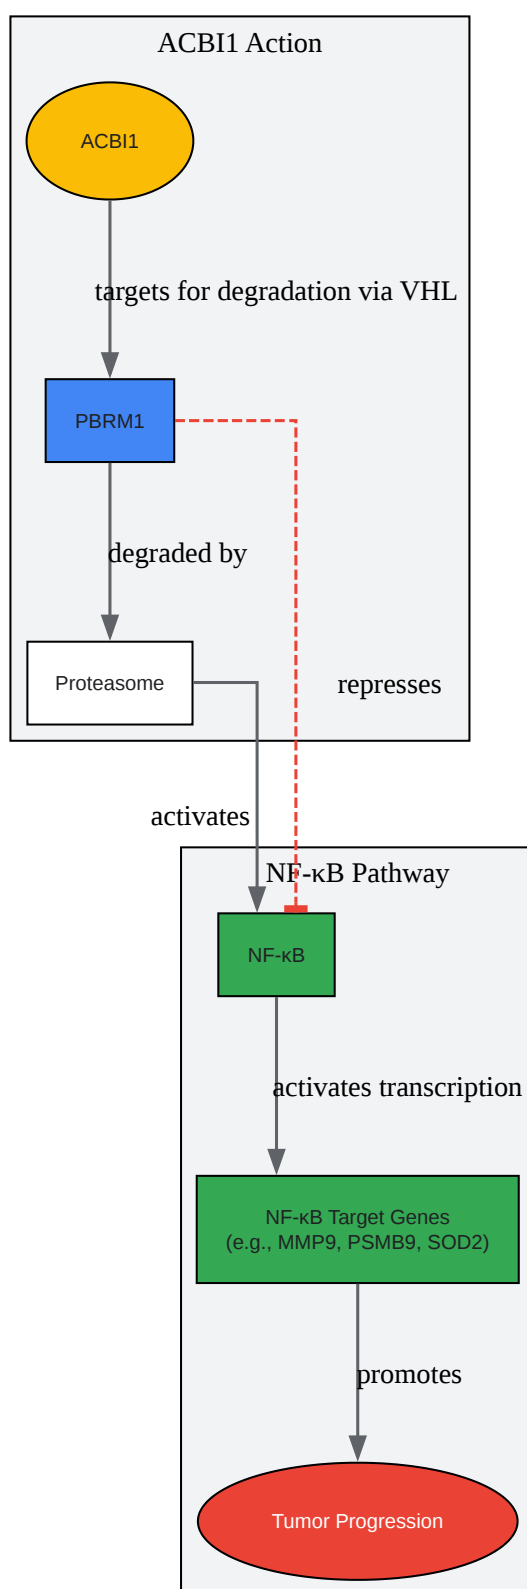 ACBI1 Action
ACBI1
targets for degradation via VHL
PBRM1
degraded by
Proteasome
represses
activates
NF-κB Pathway
NF-κB
activates transcription
NF-κB Target Genes
(e.g., MMP9, PSMB9, SOD2)
promotes
Tumor Progression